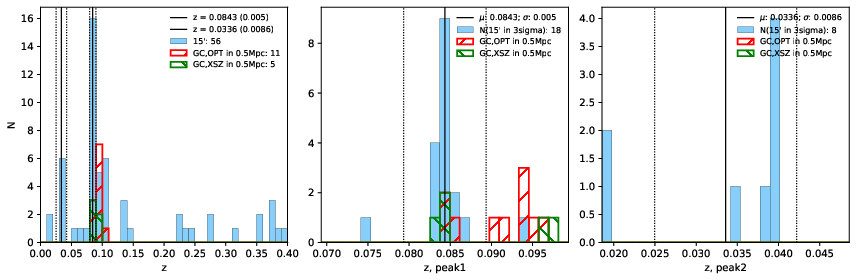 z = 0.0843 (0.005)
z = 0.0336 (0.0086)
15': 56
GC,OPT in 0.5Mpc: 11
GC,XSZ in 0.5Mpc: 5
16
14
12
10
8
6
4
2
0
N
0.00 0.05 0.10 0.15 0.20 0.25 0.30 0.35 0.40
z
μ: 0.0843; σ: 0.005
N(15' in 3sigma): 18
GC,OPT in 0.5Mpc
GC,XSZ in 0.5Mpc
8
6
4
2
0
0.070 0.075 0.080 0.085 0.090 0.095
z, peak1
μ: 0.0336; σ: 0.0086
N(15' in 3sigma): 8
GC,OPT in 0.5Mpc
GC,XSZ in 0.5Mpc
4.0
3.5
3.0
2.5
2.0
1.5
1.0
0.5
0.0
0.020 0.025 0.030 0.035 0.040 0.045
z, peak2